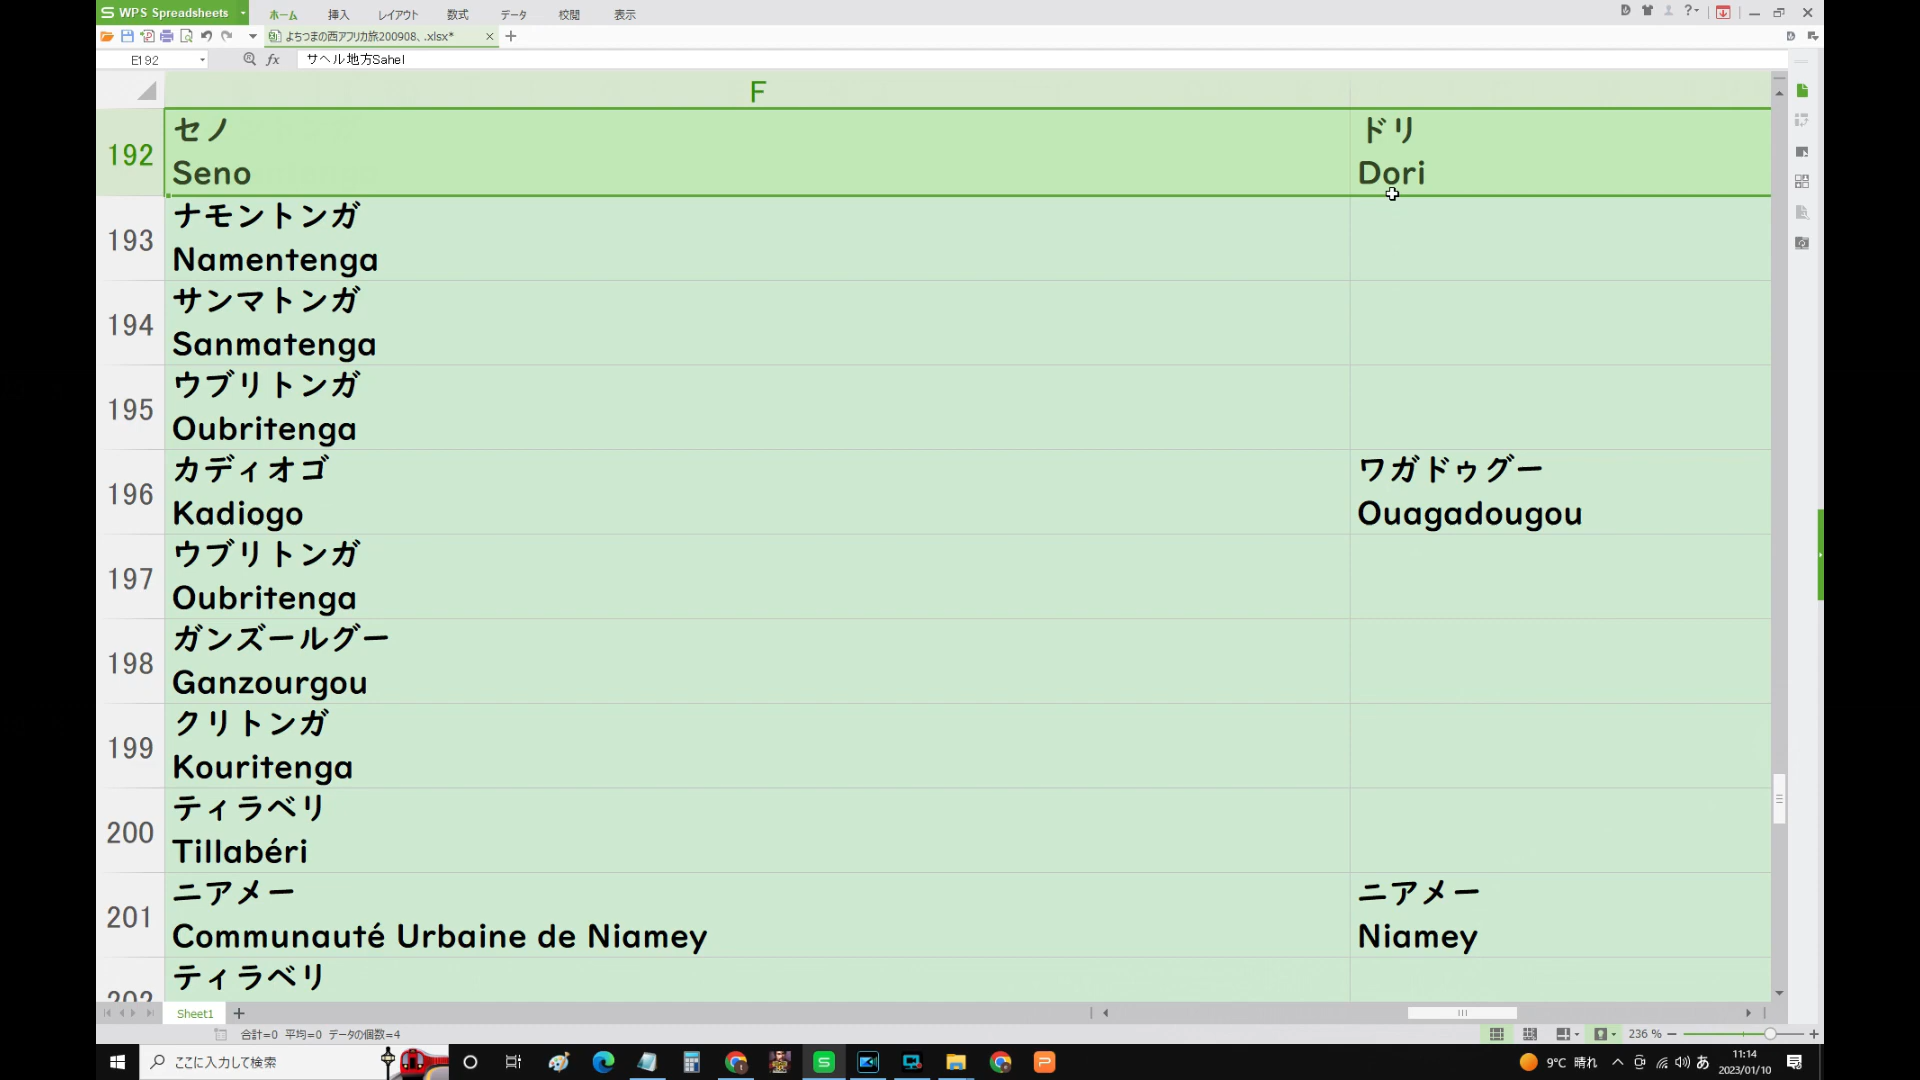 WPS Spreadsheets
ホーム 挿入 レイアウト 数式 データ 校閲 表示
よちつまの西アフリカ旅200908、.xlsx*
E192 fx サヘル地方Sahel
F
192
セノ
Seno
ドリ
Dori
193
ナモントンガ
Namentenga
194
サンマトンガ
Sanmatenga
195
ウブリトンガ
Oubritenga
196
カディオゴ
Kadiogo
ワガドゥグー
Ouagadougou
197
ウブリトンガ
Oubritenga
198
ガンズールグー
Ganzourgou
199
クリトンガ
Kouritenga
200
ティラベリ
Tillabéri
201
ニアメー
Communauté Urbaine de Niamey
ニアメー
Niamey
202
ティラベリ
Sheet1
合計=0 平均=0 データの個数=4
236 %
ここに入力して検索
9°C 晴れ
あ
11:14
2023/01/10